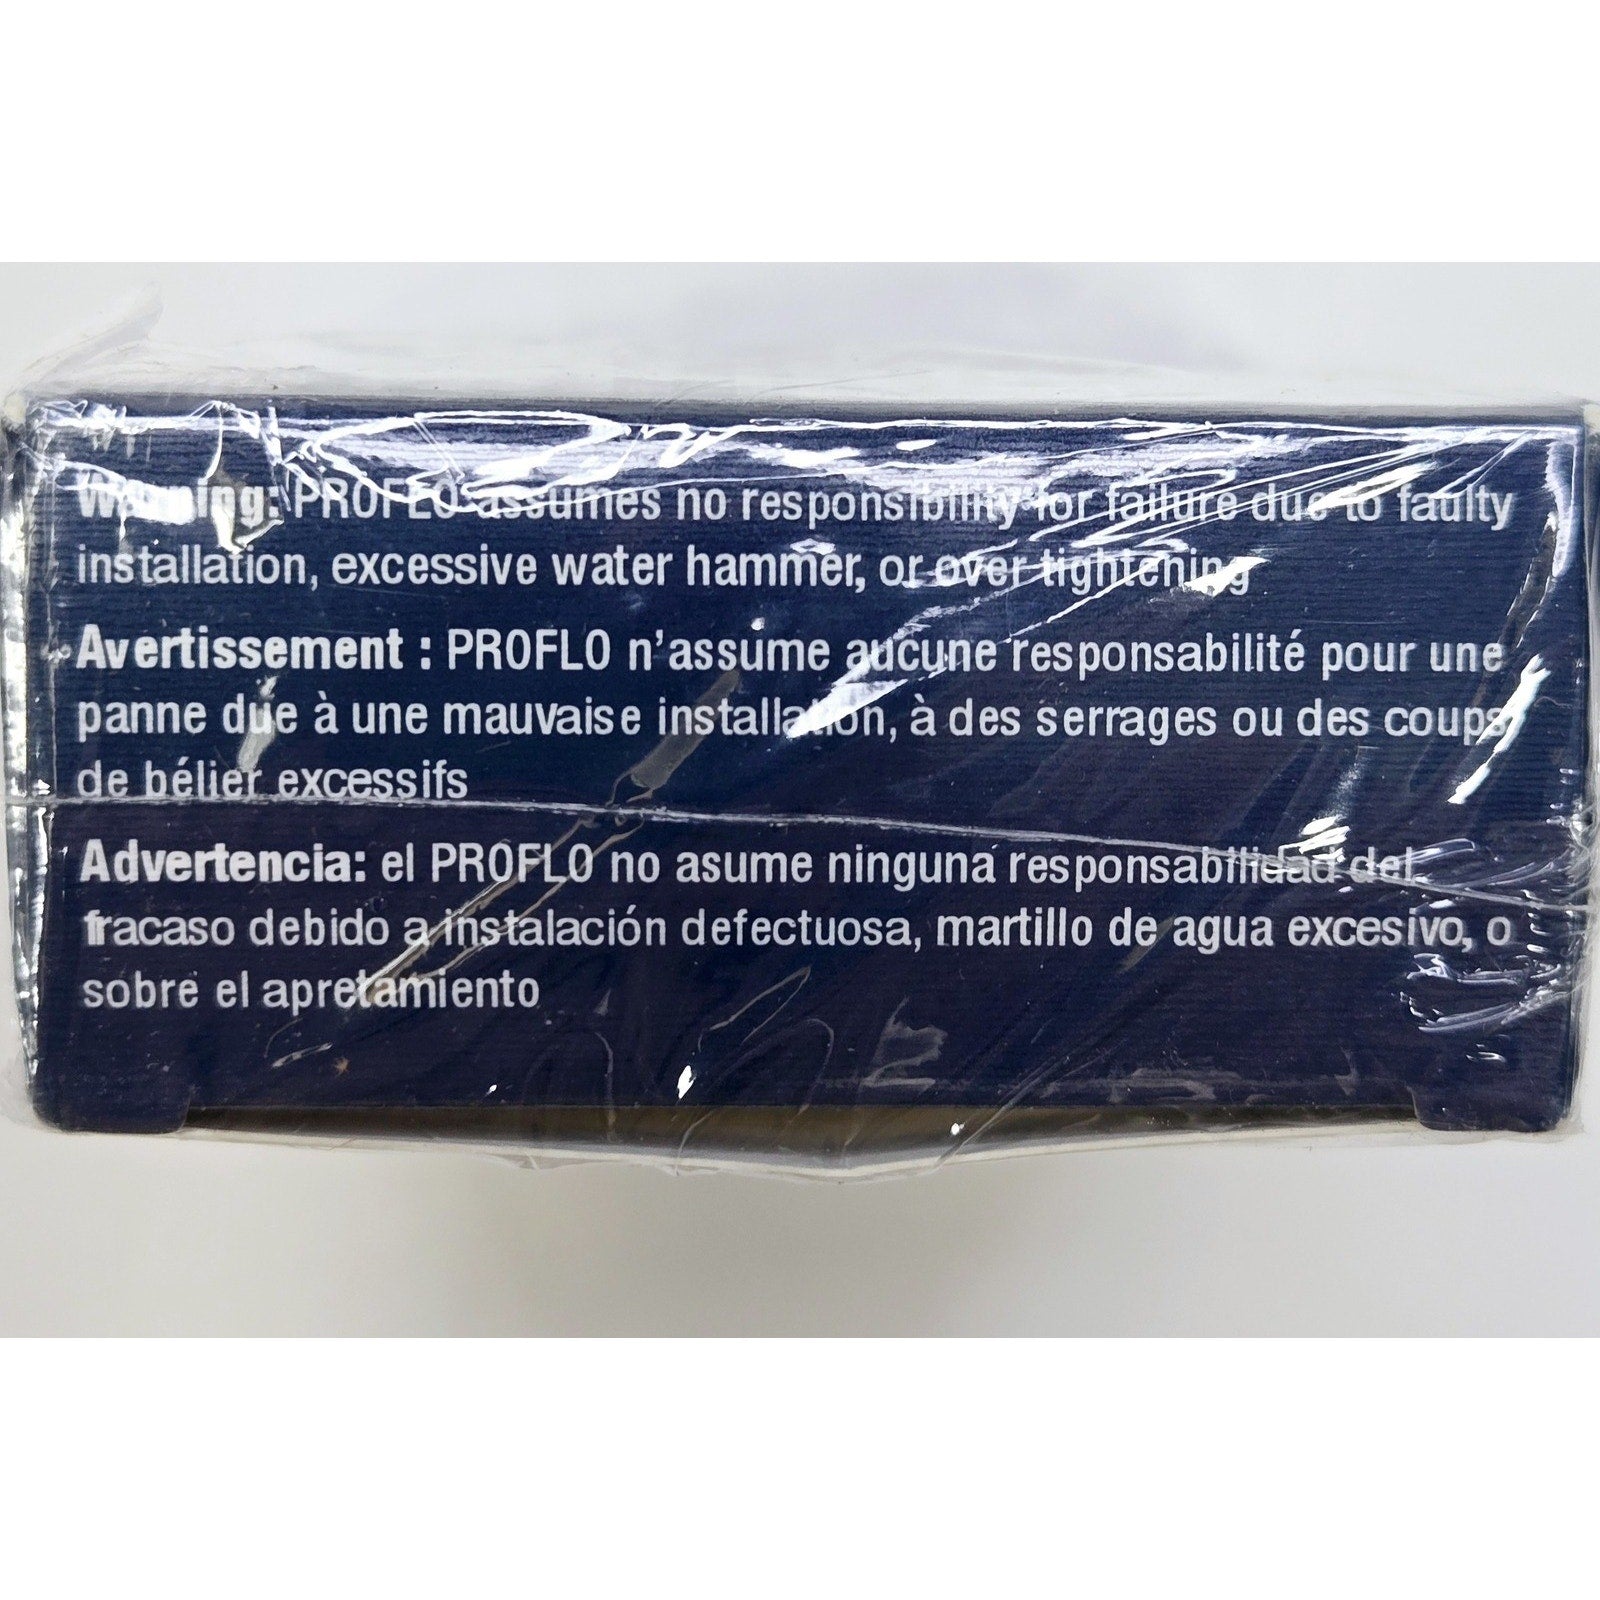 Warning: PROFLO assumes no responsibility for failure due to faulty
installation, excessive water hammer, or over tightening
Avertissement : PROFLO n'assume aucune responsabilité pour une
panne due à une mauvaise installation, à des serrages ou des coups
de bélier excessifs
Advertencia: el PROFLO no asume ninguna responsabilidad del
fracaso debido a instalación defectuosa, martillo de agua excesivo, o
sobre el apretamiento